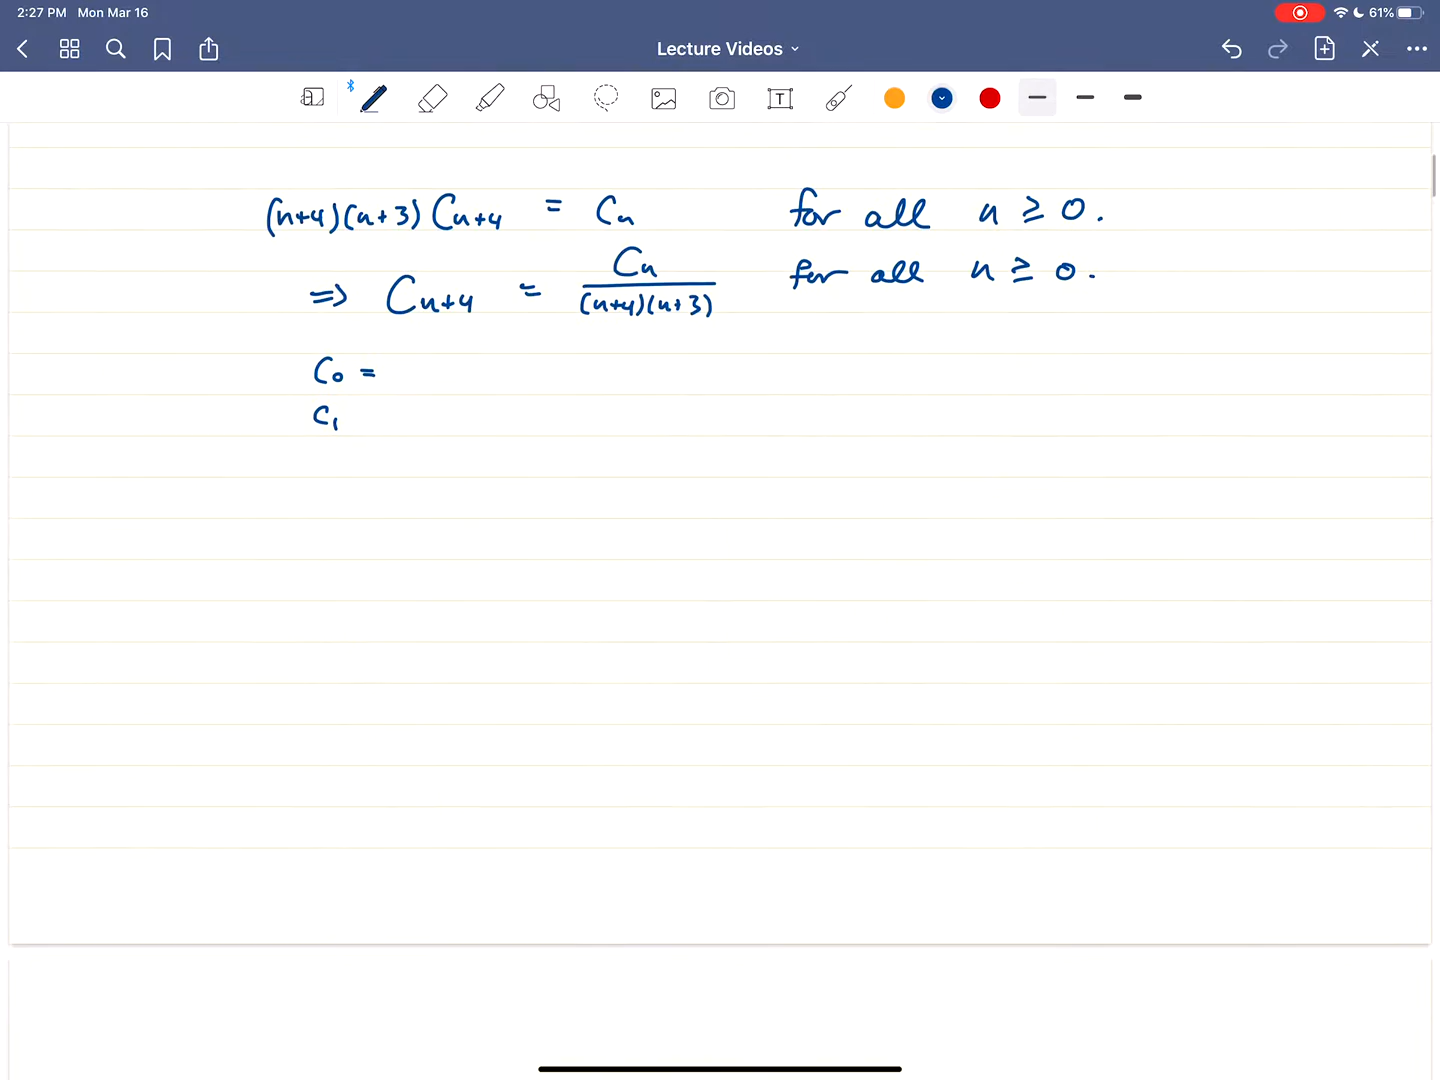 2:27 PM Mon Mar 16 61%
Lecture Videos
(n+4)(n+3) Cn+4 = Cn for all n ≥ 0.
⇒ Cn+4 = Cn / (n+4)(n+3) for all n ≥ 0.
C0 =
C1